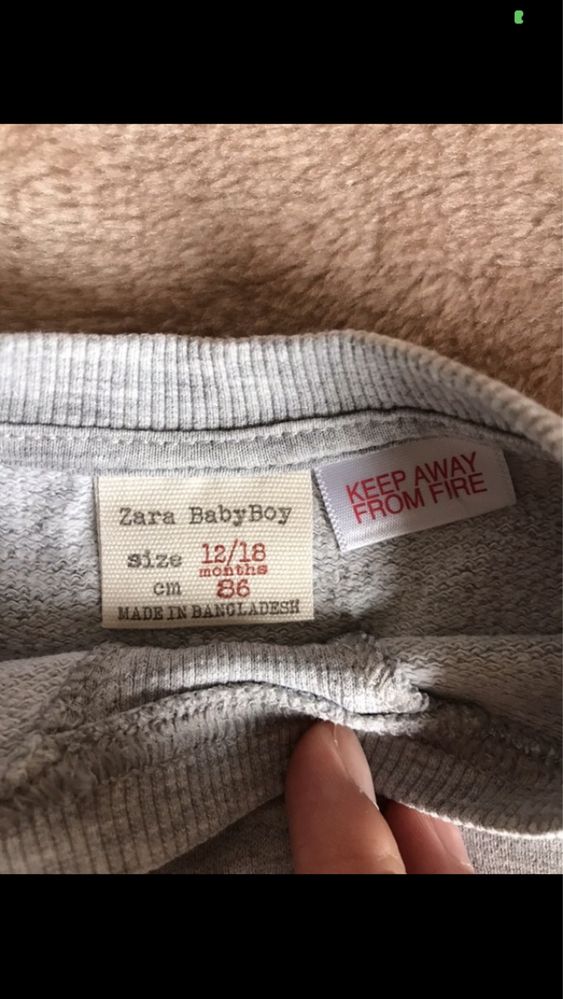 Zara BabyBoy
size 12/18
months
cm 86
MADE IN BANGLADESH
KEEP AWAY
FROM FIRE